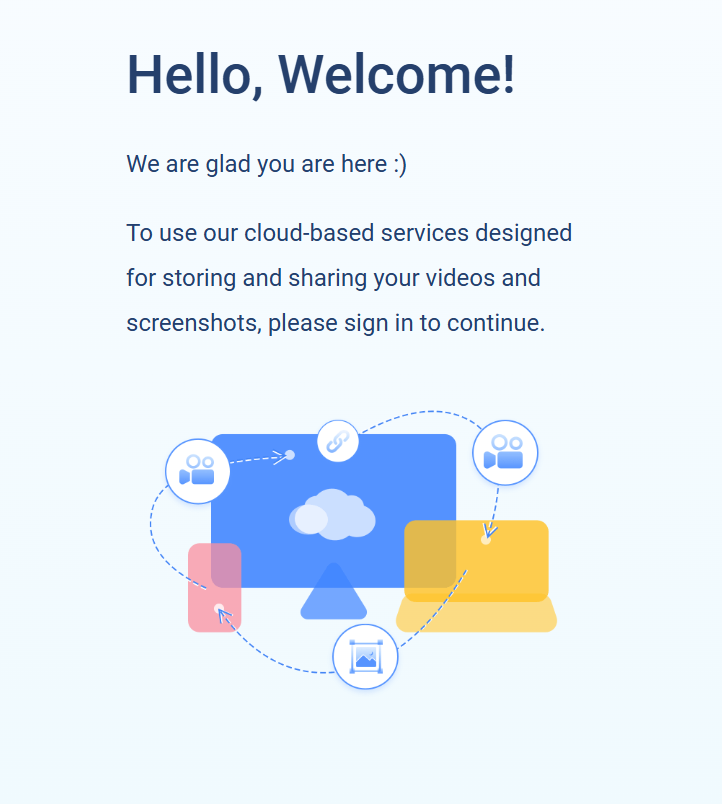 Hello, Welcome!
We are glad you are here :)
To use our cloud-based services designed
for storing and sharing your videos and
screenshots, please sign in to continue.